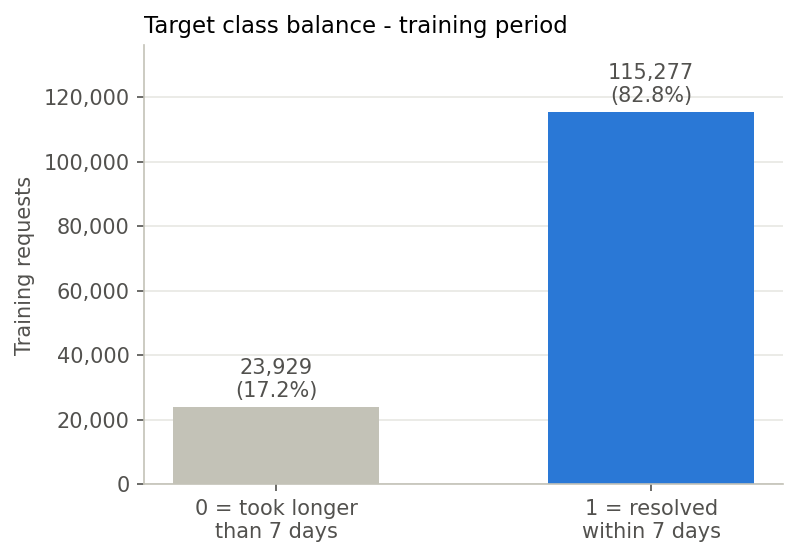 Target class balance - training period
Training requests
120,000
100,000
80,000
60,000
40,000
20,000
0
23,929
(17.2%)
115,277
(82.8%)
0 = took longer
than 7 days
1 = resolved
within 7 days